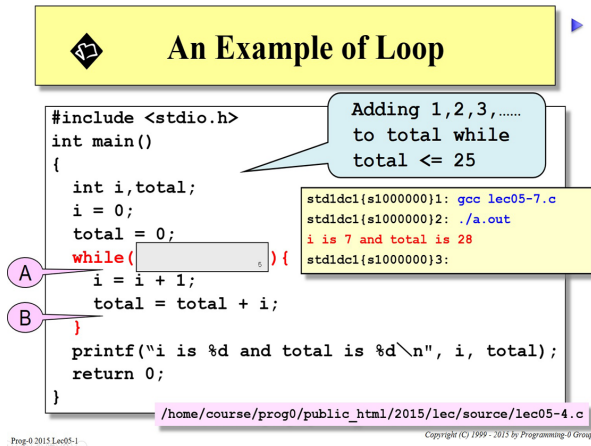 An Example of Loop
Adding 1,2,3,……
to total while
total <= 25
#include <stdio.h>
int main()
{
int i,total;
i = 0;
total = 0;
while( 5 ){
i = i + 1;
total = total + i;
}
printf("i is %d and total is %d\n", i, total);
return 0;
}
A
B
std1dc1{s1000000}1: gcc lec05-7.c
std1dc1{s1000000}2: ./a.out
i is 7 and total is 28
std1dc1{s1000000}3:
/home/course/prog0/public_html/2015/lec/source/lec05-4.c
Prog-0 2015 Lec05-1
Copyright (C) 1999 - 2015 by Programming-0 Group